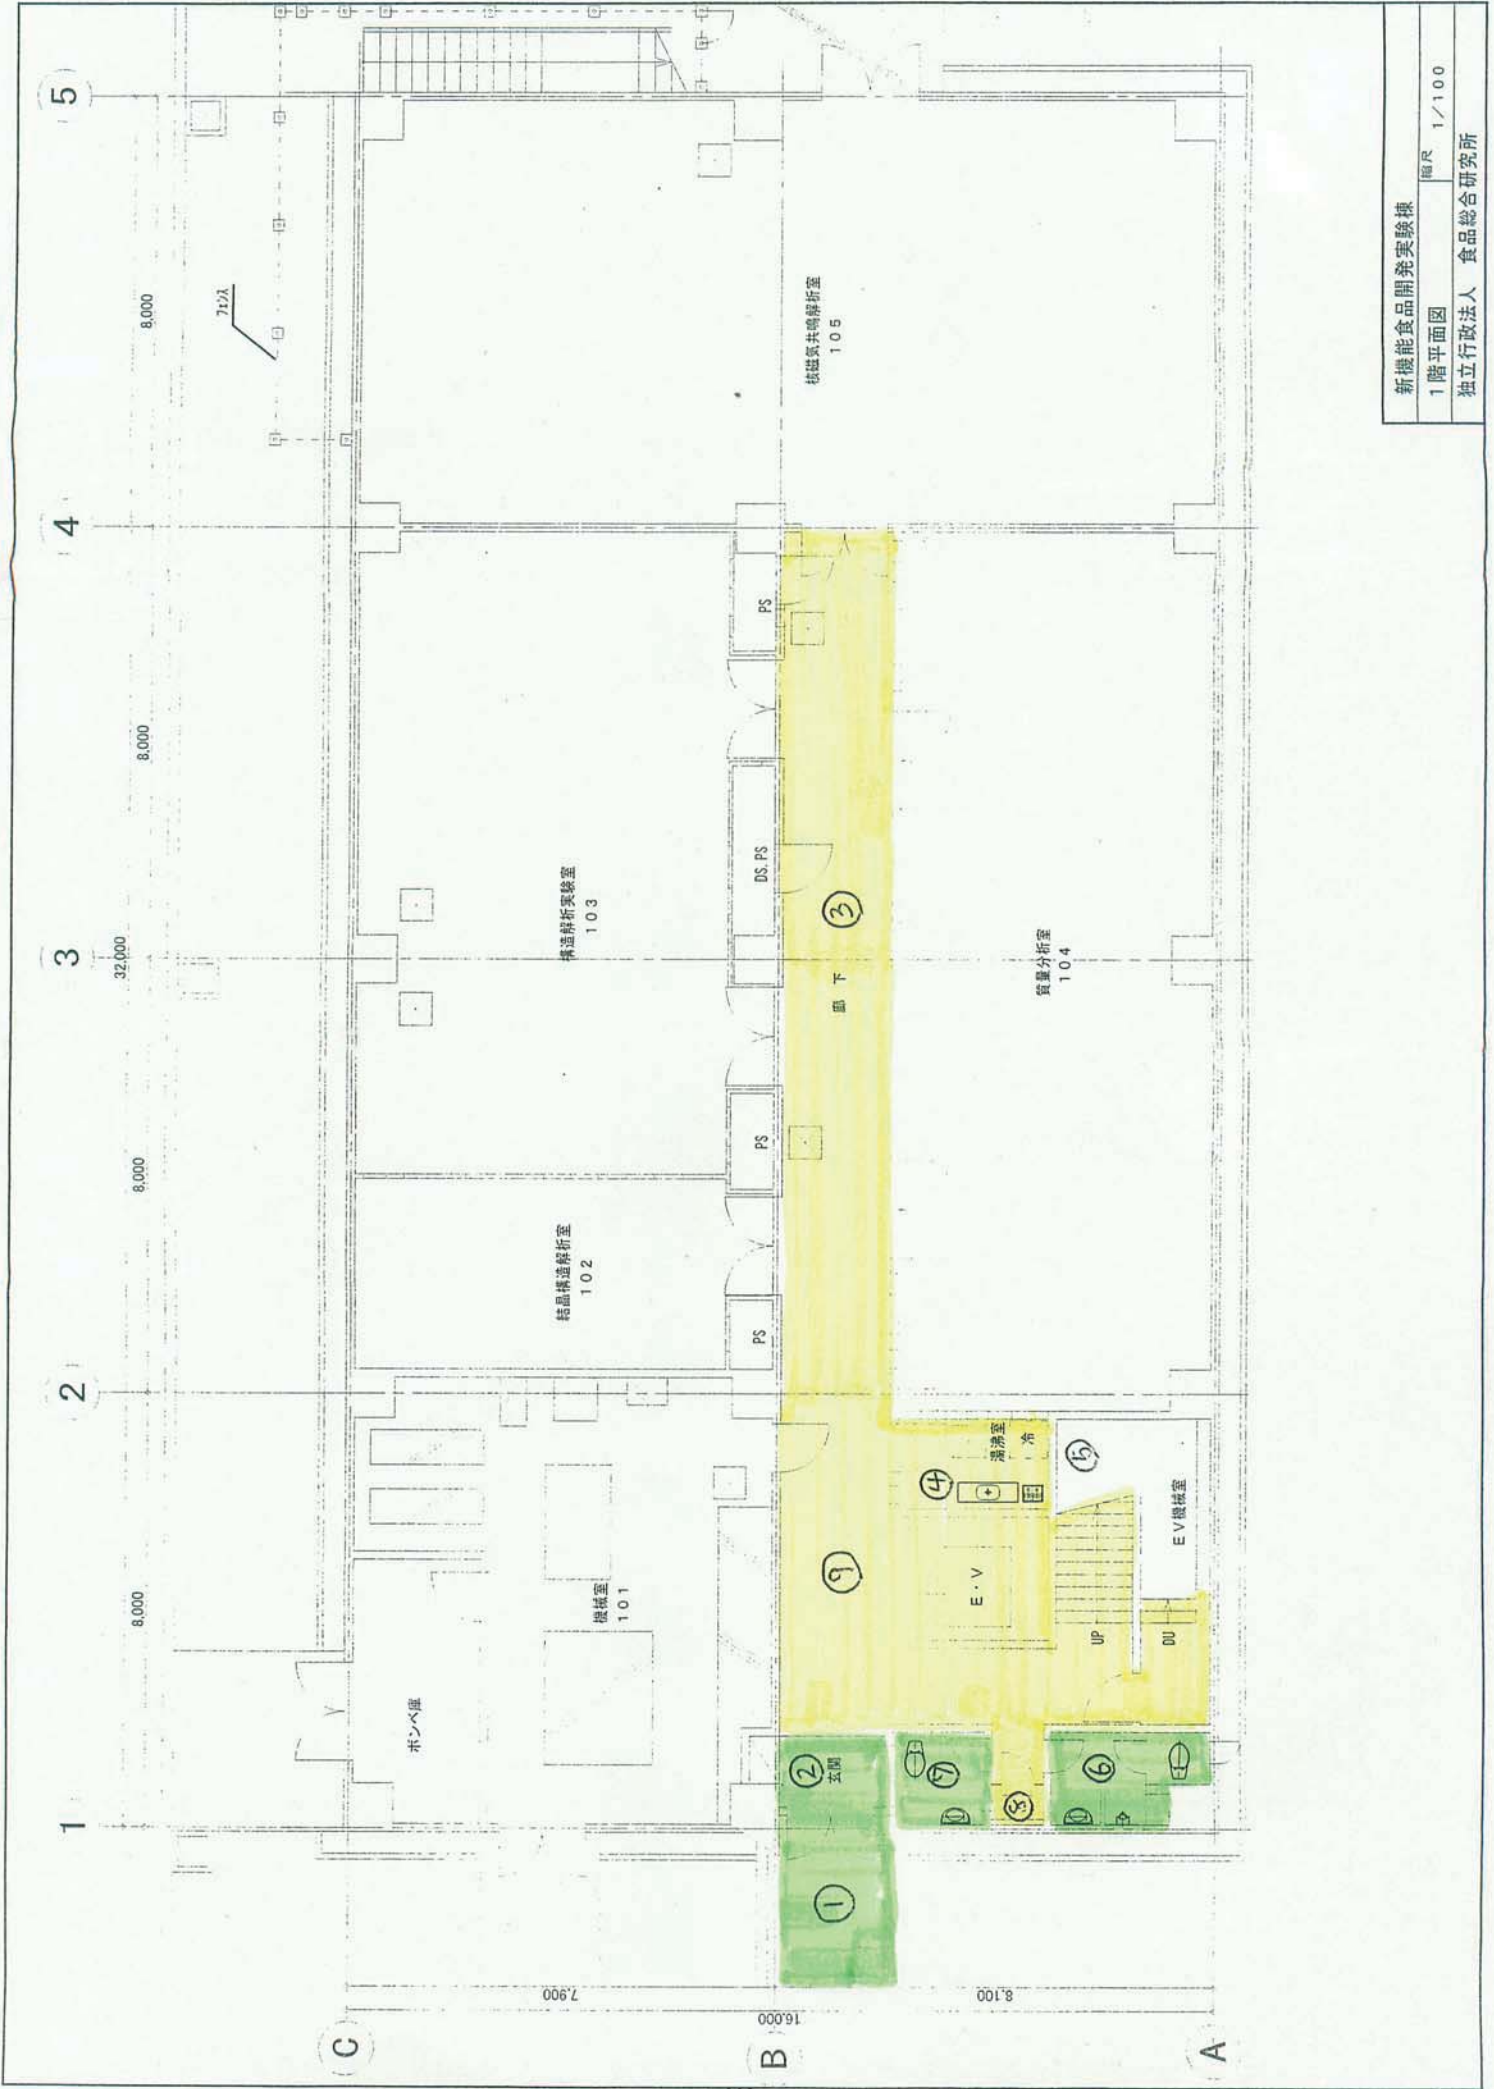 1
2
3
4
5
8,000
8,000
8,000
8,000
32,000
C
B
A
7,900
8,100
16,000
フェンス
ボンベ庫
機械室
101
結晶構造解析室
102
構造解析実験室
103
核磁気共鳴解析室
105
PS
PS
DS.PS
PS
①
②
玄関
⑨
廊下
③
⑦
⑧
⑥
E・V
④
湯沸室
冷
⑤
UP
DU
EV機械室
質量分析室
104
新機能食品開発実験棟
1階平面図
縮尺 1/100
独立行政法人 食品総合研究所